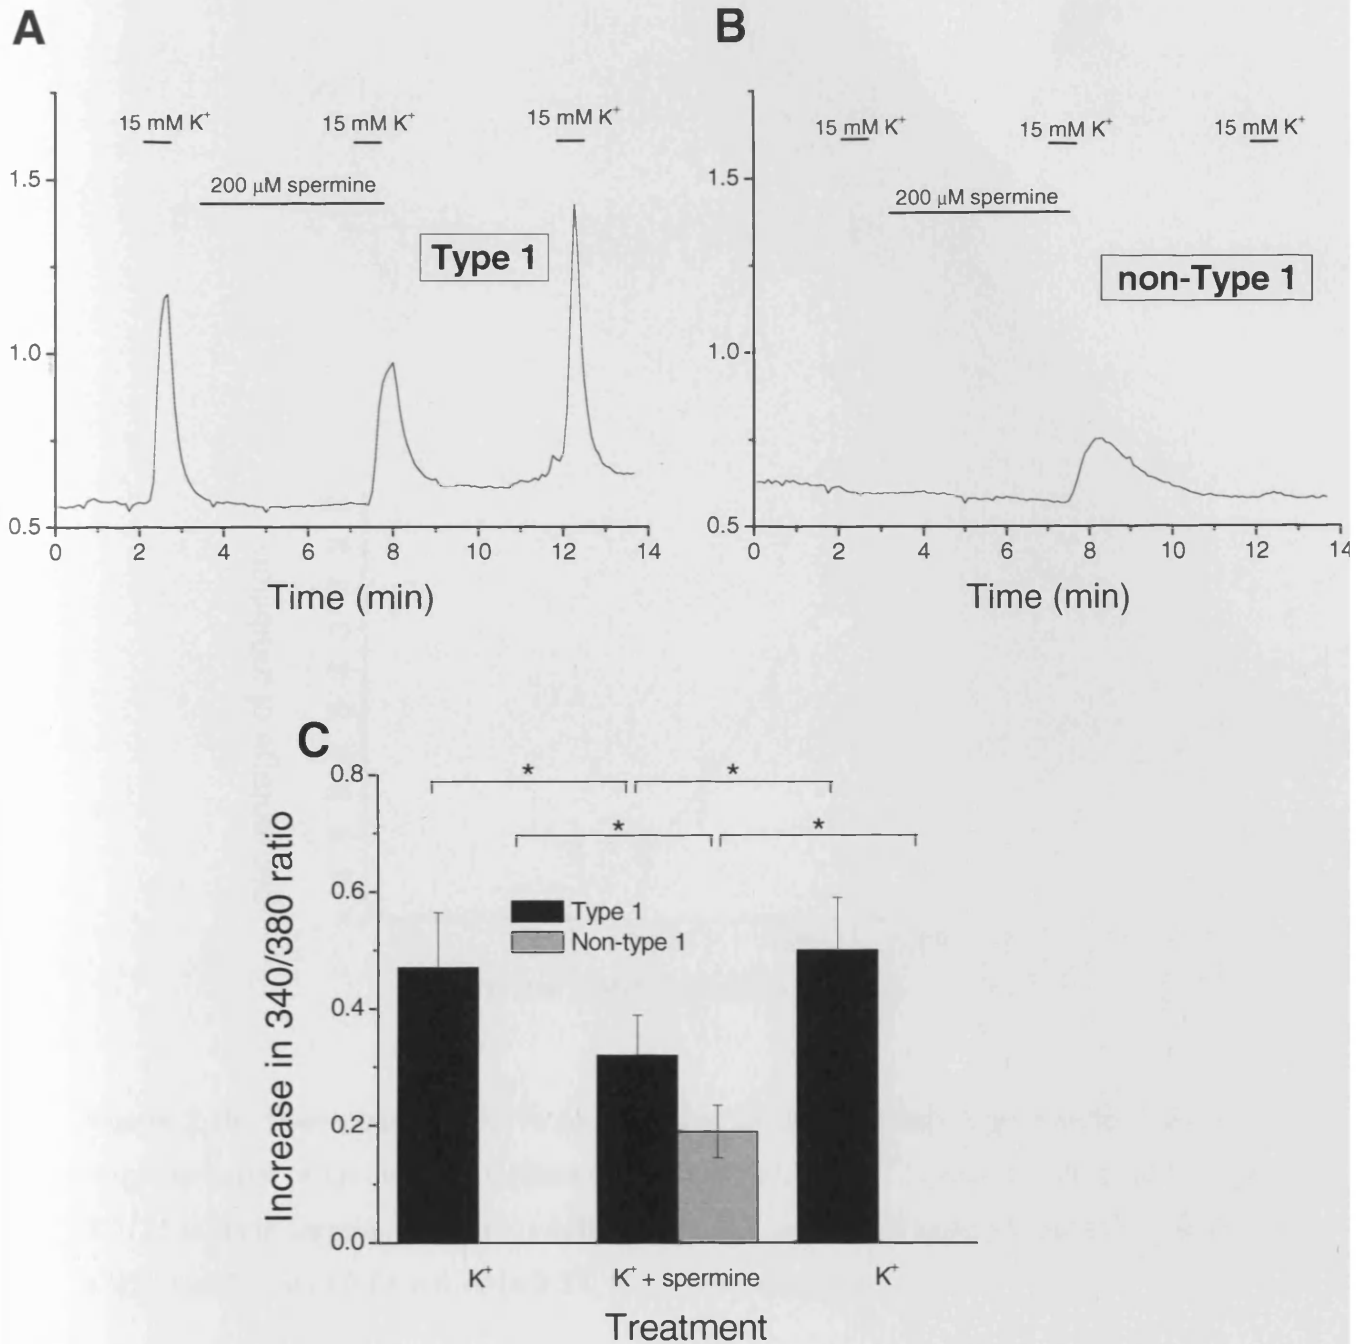 A
15 mM K⁺ 15 mM K⁺ 15 mM K⁺
200 µM spermine
Type 1
1.5
1.0
0.5
0 2 4 6 8 10 12 14
Time (min)
B
15 mM K⁺ 15 mM K⁺ 15 mM K⁺
200 µM spermine
non-Type 1
1.5
1.0
0.5
0 2 4 6 8 10 12 14
Time (min)
C
Increase in 340/380 ratio
0.8
0.6
0.4
0.2
0.0
* *
* *
Type 1
Non-type 1
K⁺ K⁺ + spermine K⁺
Treatment